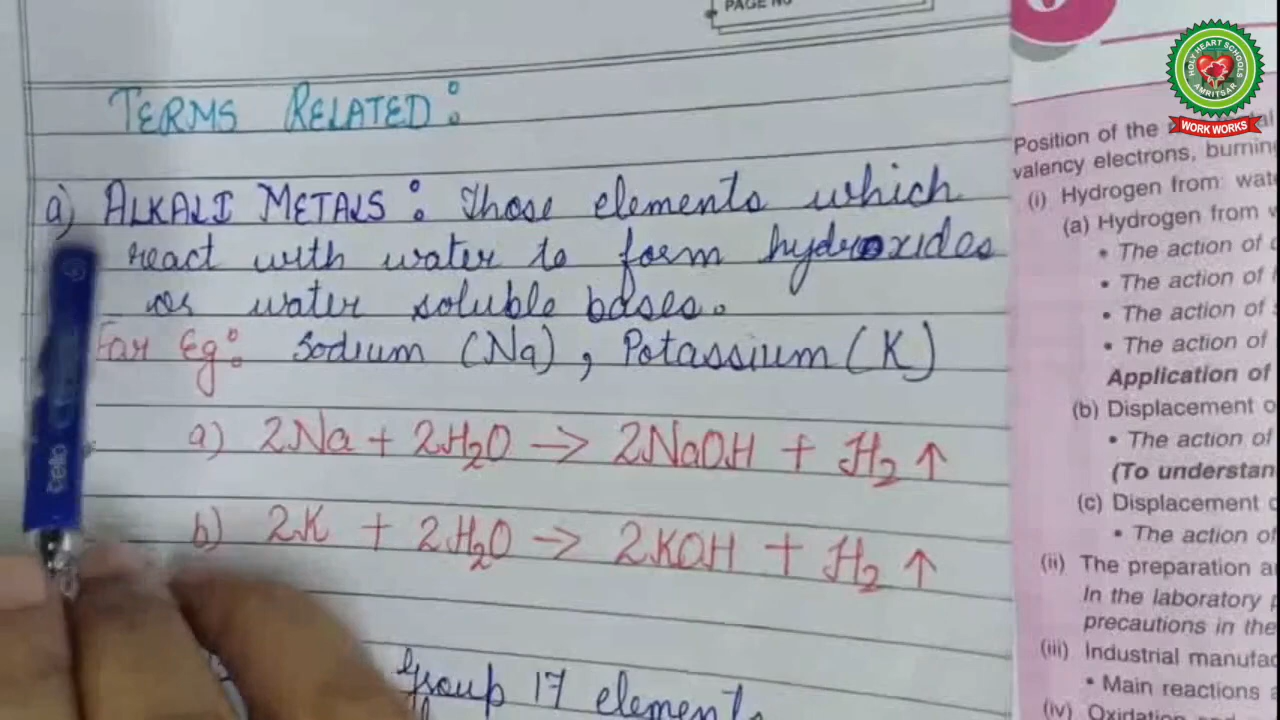 PAGE NO
TERMS RELATED:
a) ALKALI METALS: Those elements which
react with water to form hydroxides
or water soluble bases.
For Eg: Sodium (Na), Potassium (K)
a) 2Na + 2H₂O → 2NaOH + H₂ ↑
b) 2K + 2H₂O → 2KOH + H₂ ↑
Group 17 elements
HOLY HEART SCHOOLS
AMRITSAR
WORK WORKS
Position of the
valency electrons, burnin
(i) Hydrogen from: wat
(a) Hydrogen from
• The action of
• The action of
• The action of
• The action of
Application of
(b) Displacement o
• The action of
(To understan
(c) Displacement
• The action of
(ii) The preparation a
In the laboratory
precautions in the
(iii) Industrial manufac
• Main reactions a
(iv) Oxidation